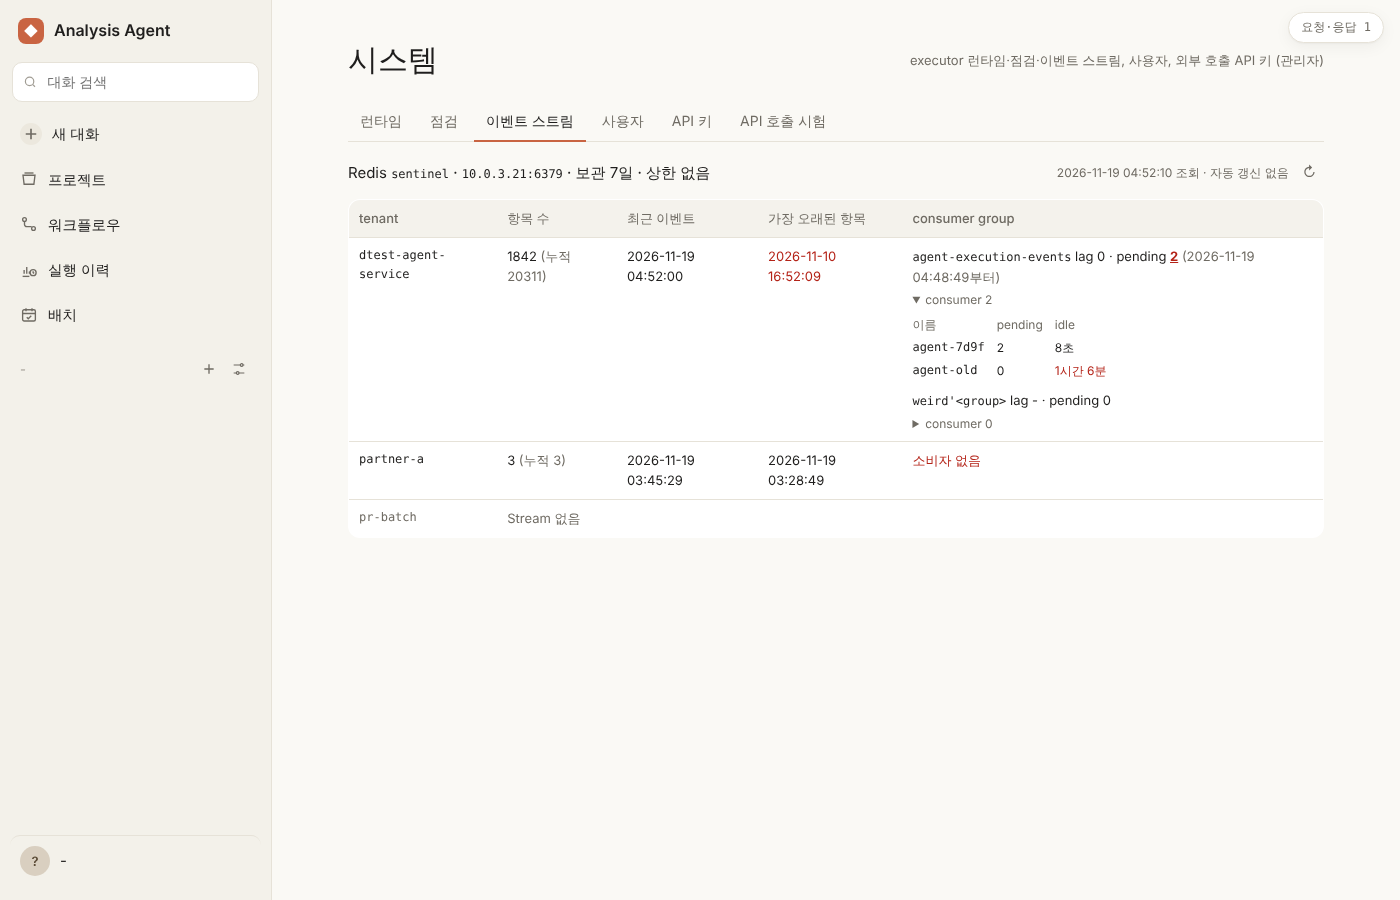 Analysis Agent
대화 검색
새 대화
프로젝트
워크플로우
실행 이력
배치
-
?
-
요청·응답 1
시스템
executor 런타임·점검·이벤트 스트림, 사용자, 외부 호출 API 키 (관리자)
런타임 점검 이벤트 스트림 사용자 API 키 API 호출 시험
Redis sentinel · 10.0.3.21:6379 · 보관 7일 · 상한 없음
2026-11-19 04:52:10 조회 · 자동 갱신 없음
tenant 항목 수 최근 이벤트 가장 오래된 항목 consumer group
dtest-agent-
service
1842 (누적
20311)
2026-11-19
04:52:00
2026-11-10
16:52:09
agent-execution-events lag 0 · pending 2 (2026-11-19
04:48:49부터)
▼ consumer 2
이름 pending idle
agent-7d9f 2 8초
agent-old 0 1시간 6분
weird'<group> lag - · pending 0
▶ consumer 0
partner-a
3 (누적 3)
2026-11-19
03:45:29
2026-11-19
03:28:49
소비자 없음
pr-batch
Stream 없음